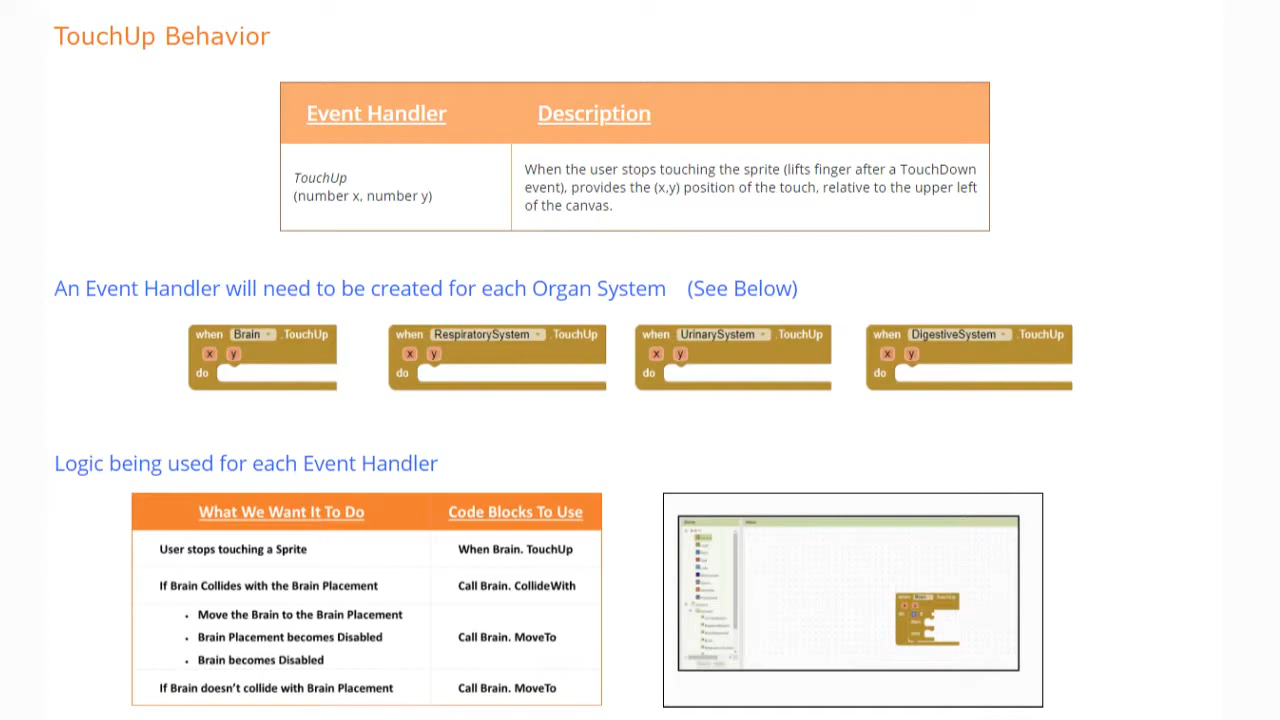 TouchUp Behavior
Event Handler
Description
TouchUp
(number x, number y)
When the user stops touching the sprite (lifts finger after a TouchDown
event), provides the (x,y) position of the touch, relative to the upper left
of the canvas.
An Event Handler will need to be created for each Organ System (See Below)
when Brain .TouchUp
x y
do
when RespiratorySystem .TouchUp
x y
do
when UrinarySystem .TouchUp
x y
do
when DigestiveSystem .TouchUp
x y
do
Logic being used for each Event Handler
What We Want It To Do
Code Blocks To Use
User stops touching a Sprite
When Brain. TouchUp
If Brain Collides with the Brain Placement
Call Brain. CollideWith
• Move the Brain to the Brain Placement
• Brain Placement becomes Disabled
Call Brain. MoveTo
• Brain becomes Disabled
If Brain doesn't collide with Brain Placement
Call Brain. MoveTo